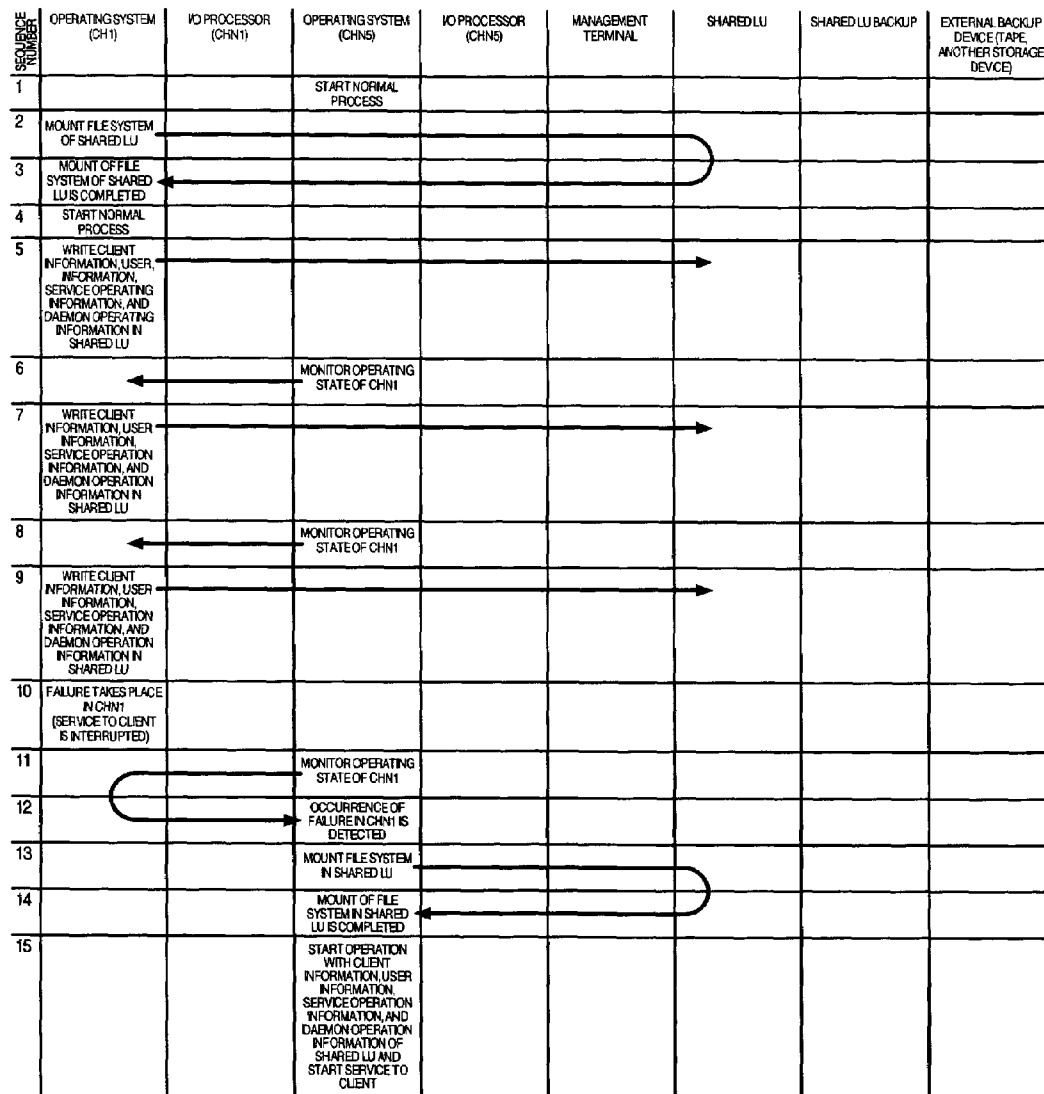 SEQUENCE
NUMBER
OPERATING SYSTEM
(CH1)
I/O PROCESSOR
(CHN1)
OPERATING SYSTEM
(CHN5)
I/O PROCESSOR
(CHN5)
MANAGEMENT
TERMINAL
SHARED LU
SHARED LU BACKUP
EXTERNAL BACKUP
DEVICE (TAPE,
ANOTHER STORAGE
DEVICE)
1
START NORMAL
PROCESS
2
MOUNT FILE SYSTEM
OF SHARED LU
3
MOUNT OF FILE
SYSTEM OF SHARED
LU IS COMPLETED
4
START NORMAL
PROCESS
5
WRITE CLIENT
INFORMATION, USER,
INFORMATION,
SERVICE OPERATING
INFORMATION, AND
DAEMON OPERATING
INFORMATION IN
SHARED LU
6
MONITOR OPERATING
STATE OF CHN1
7
WRITE CLIENT
INFORMATION, USER
INFORMATION,
SERVICE OPERATION
INFORMATION, AND
DAEMON OPERATION
INFORMATION IN
SHARED LU
8
MONITOR OPERATING
STATE OF CHN1
9
WRITE CLIENT
INFORMATION, USER
INFORMATION,
SERVICE OPERATION
INFORMATION, AND
DAEMON OPERATION
INFORMATION IN
SHARED LU
10
FAILURE TAKES PLACE
IN CHN1
(SERVICE TO CLIENT
IS INTERRUPTED)
11
MONITOR OPERATING
STATE OF CHN1
12
OCCURRENCE OF
FAILURE IN CHN1 IS
DETECTED
13
MOUNT FILE SYSTEM
IN SHARED LU
14
MOUNT OF FILE
SYSTEM IN SHARED
LU IS COMPLETED
15
START OPERATION
WITH CLIENT
INFORMATION, USER
INFORMATION,
SERVICE OPERATION
INFORMATION, AND
DAEMON OPERATION
INFORMATION OF
SHARED LU AND
START SERVICE TO
CLIENT